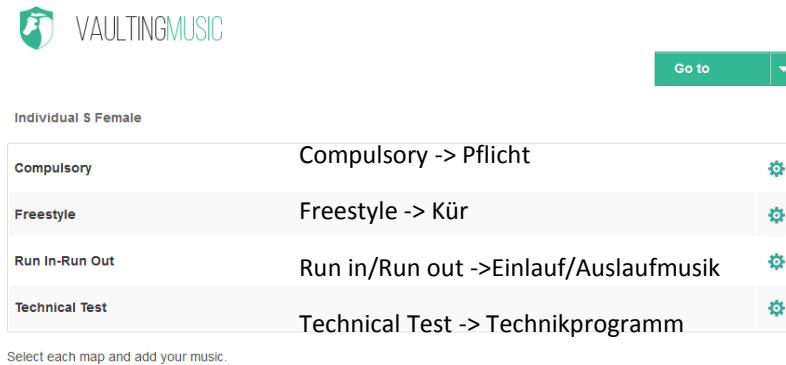 VAULTINGMUSIC
Go to
Individual S Female
Compulsory Compulsory -> Pflicht
Freestyle Freestyle -> Kür
Run In-Run Out Run in/Run out ->Einlauf/Auslaufmusik
Technical Test Technical Test -> Technikprogramm
Select each map and add your music.